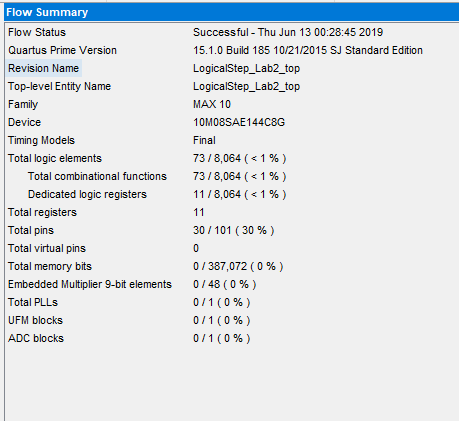 Flow Summary
Flow Status Successful - Thu Jun 13 00:28:45 2019
Quartus Prime Version 15.1.0 Build 185 10/21/2015 SJ Standard Edition
Revision Name LogicalStep_Lab2_top
Top-level Entity Name LogicalStep_Lab2_top
Family MAX 10
Device 10M08SAE144C8G
Timing Models Final
Total logic elements 73 / 8,064 ( < 1 % )
Total combinational functions 73 / 8,064 ( < 1 % )
Dedicated logic registers 11 / 8,064 ( < 1 % )
Total registers 11
Total pins 30 / 101 ( 30 % )
Total virtual pins 0
Total memory bits 0 / 387,072 ( 0 % )
Embedded Multiplier 9-bit elements 0 / 48 ( 0 % )
Total PLLs 0 / 1 ( 0 % )
UFM blocks 0 / 1 ( 0 % )
ADC blocks 0 / 1 ( 0 % )